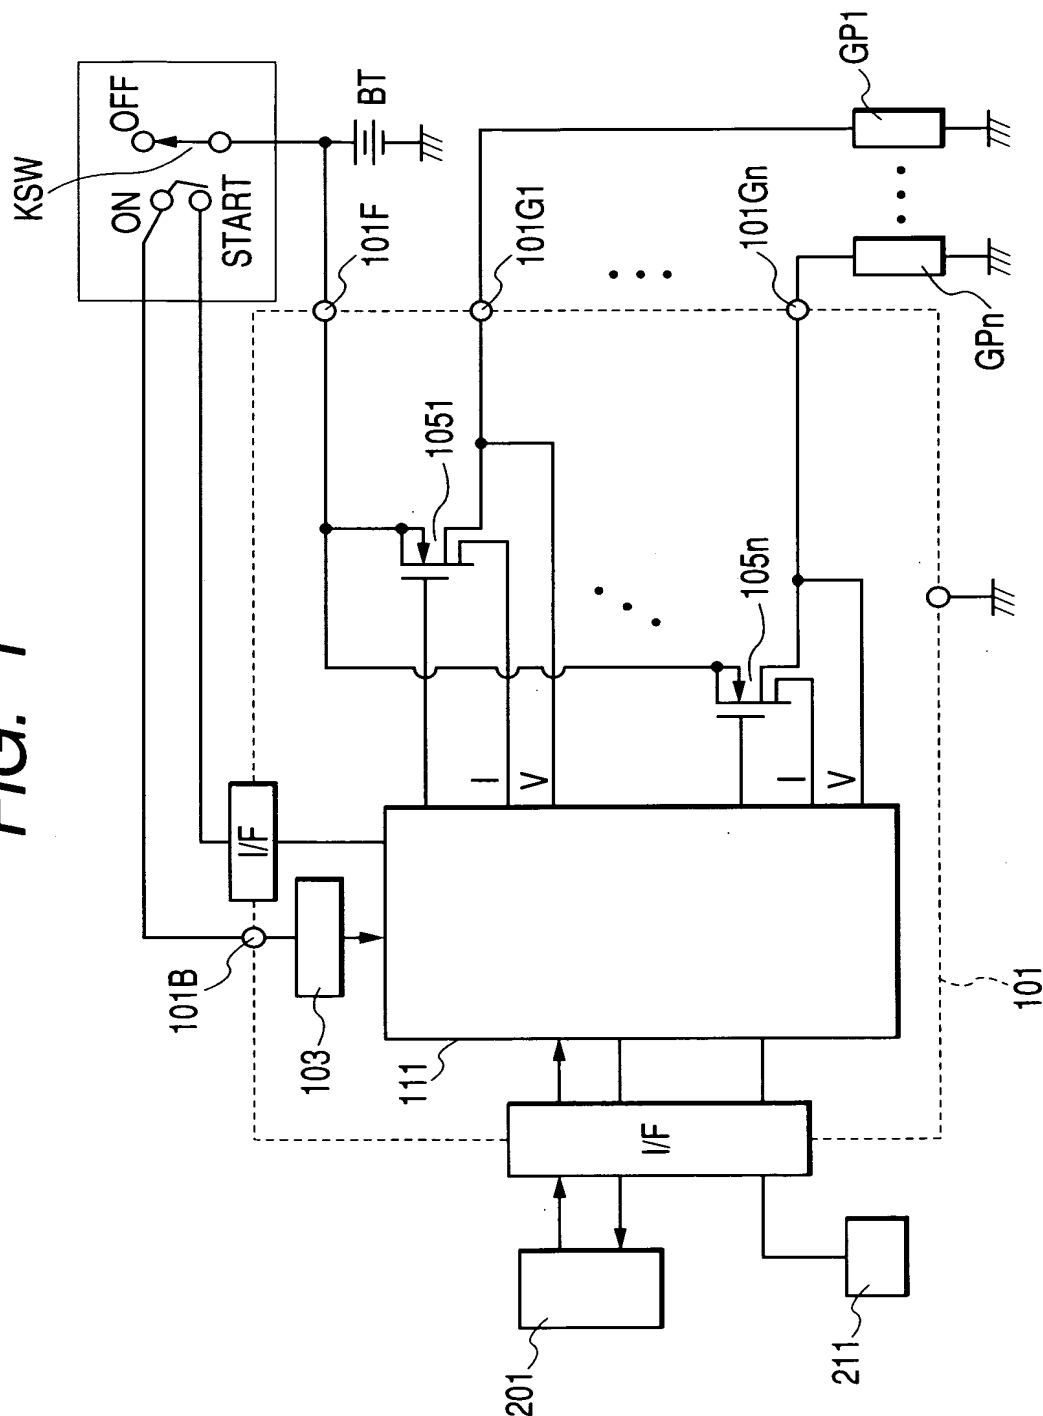 FIG. 1
KSW
OFF
ON
START
BT
101F
101G1
101Gn
GP1
GPn
1051
105n
I
V
I
V
I/F
101B
103
111
I/F
201
211
101